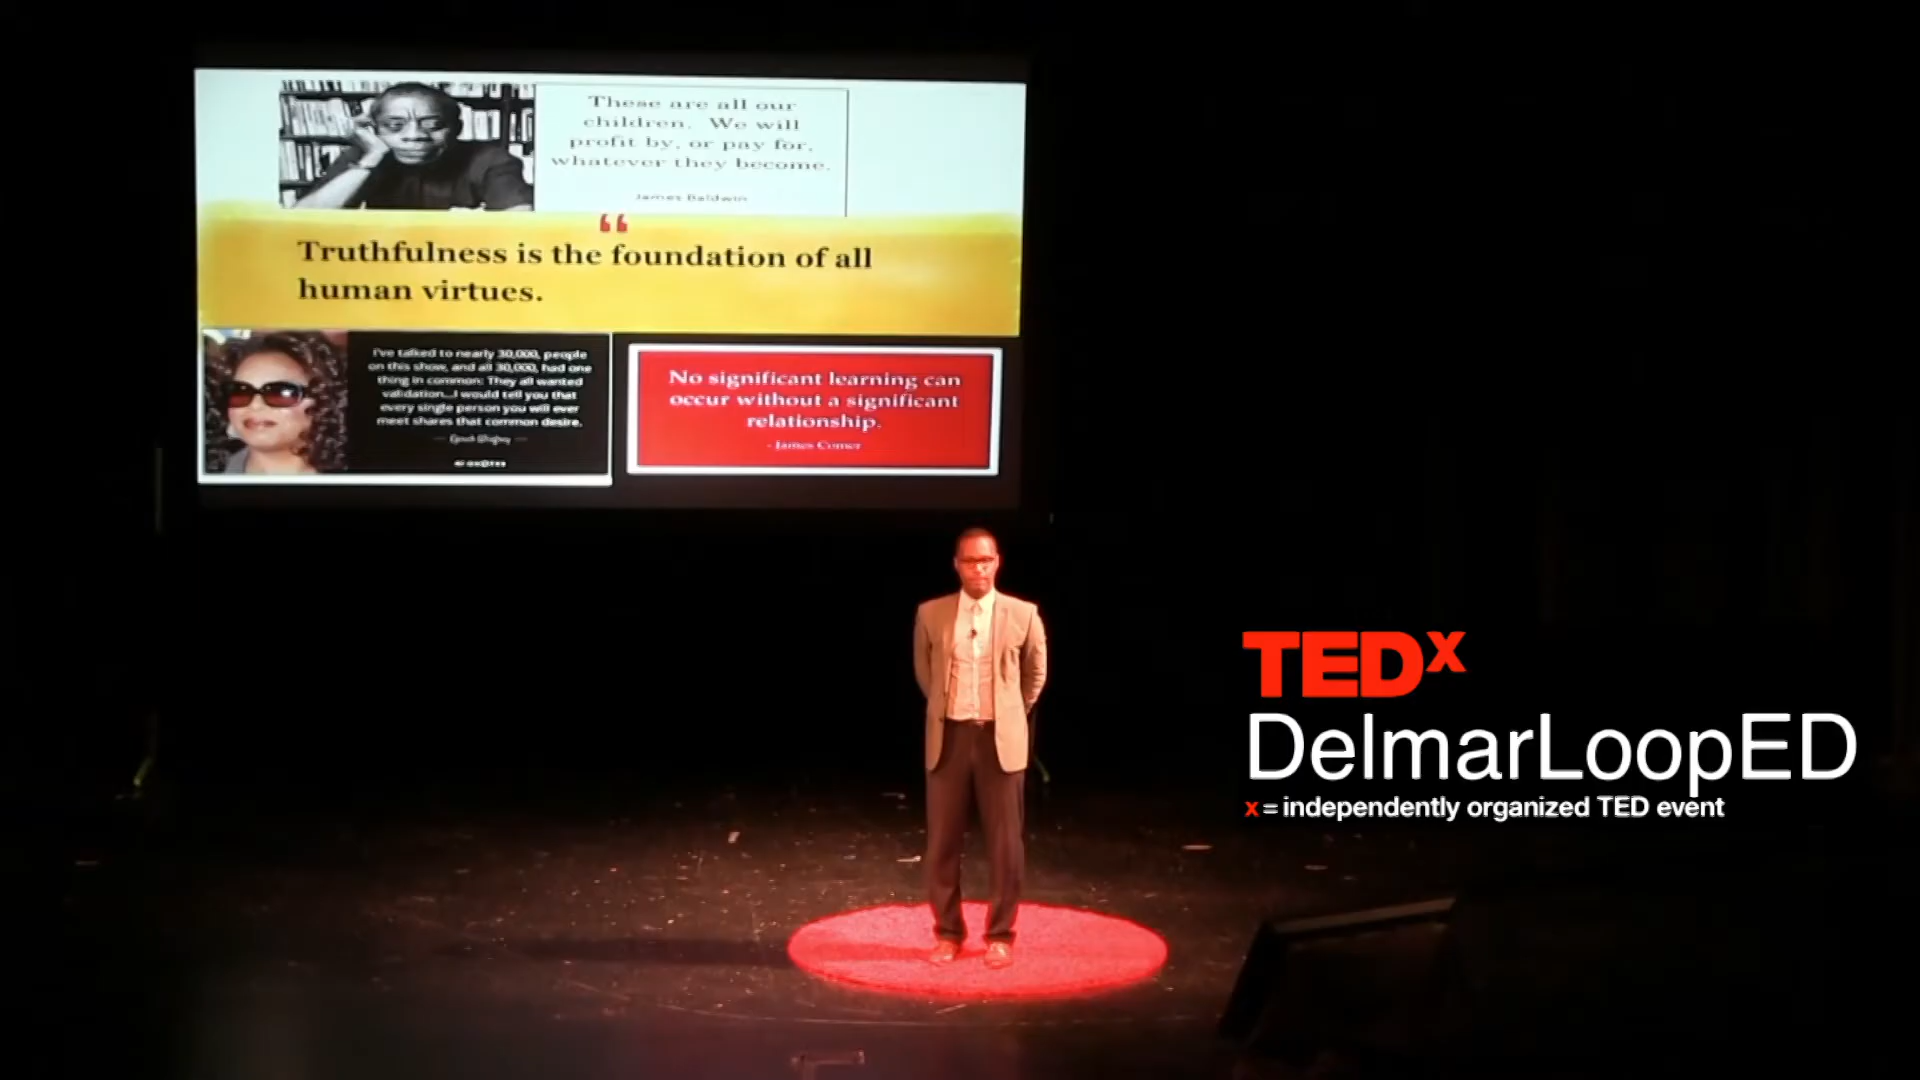 These are all our
children. We will
profit by, or pay for,
whatever they become.
James Baldwin
“
Truthfulness is the foundation of all
human virtues.
I've talked to nearly 30,000, people
on this show, and all 30,000, had one
thing in common: They all wanted
validation...I would tell you that
every single person you will ever
meet shares that common desire.
No significant learning can
occur without a significant
relationship.
- James Comer
TEDx
DelmarLoopED
x = independently organized TED event